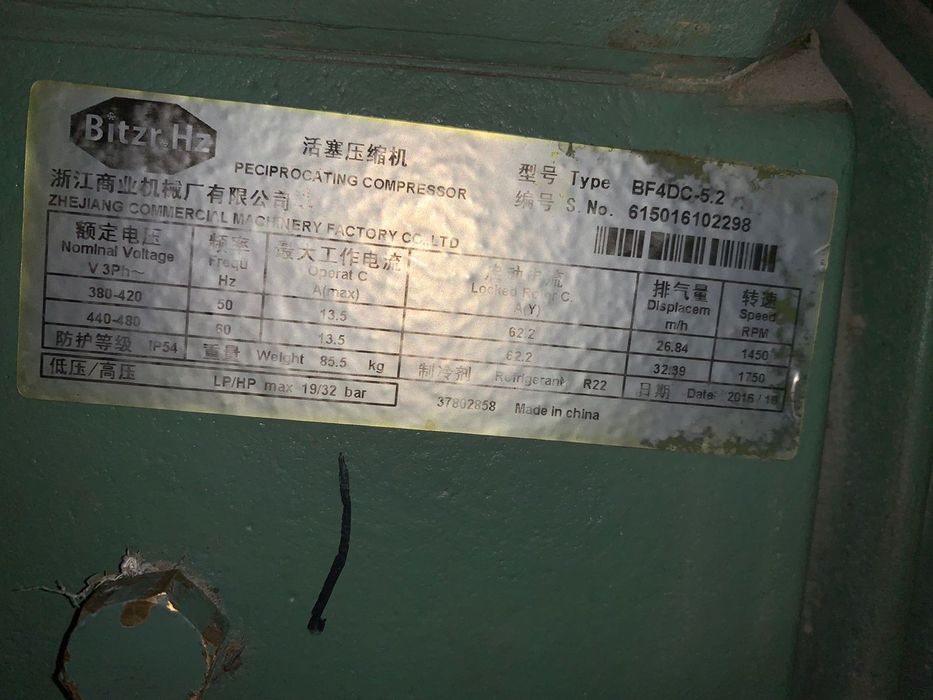 Bitzr.Hz
活塞压缩机
PECIPROCATING COMPRESSOR
型号 Type BF4DC-5.2
编号 S.No. 615016102298
浙江商业机械厂有限公司
ZHEJIANG COMMERCIAL MACHINERY FACTORY CO.,LTD
额定电压 频率 最大工作电流 启动电流 排气量 转速
Nominal Voltage Frequ Operat C Locked Rotor C. Displacem Speed
V 3Ph~ Hz A(max) A(Y) m/h RPM
380-420 50 13.5 62.2 26.84 1450
440-480 60 13.5 62.2 32.39 1750
防护等级 IP54 重量 Weight 85.5 kg 制冷剂 Refrigerant R22 日期 Date 2016/10
低压/高压 LP/HP max 19/32 bar
37802858 Made in china